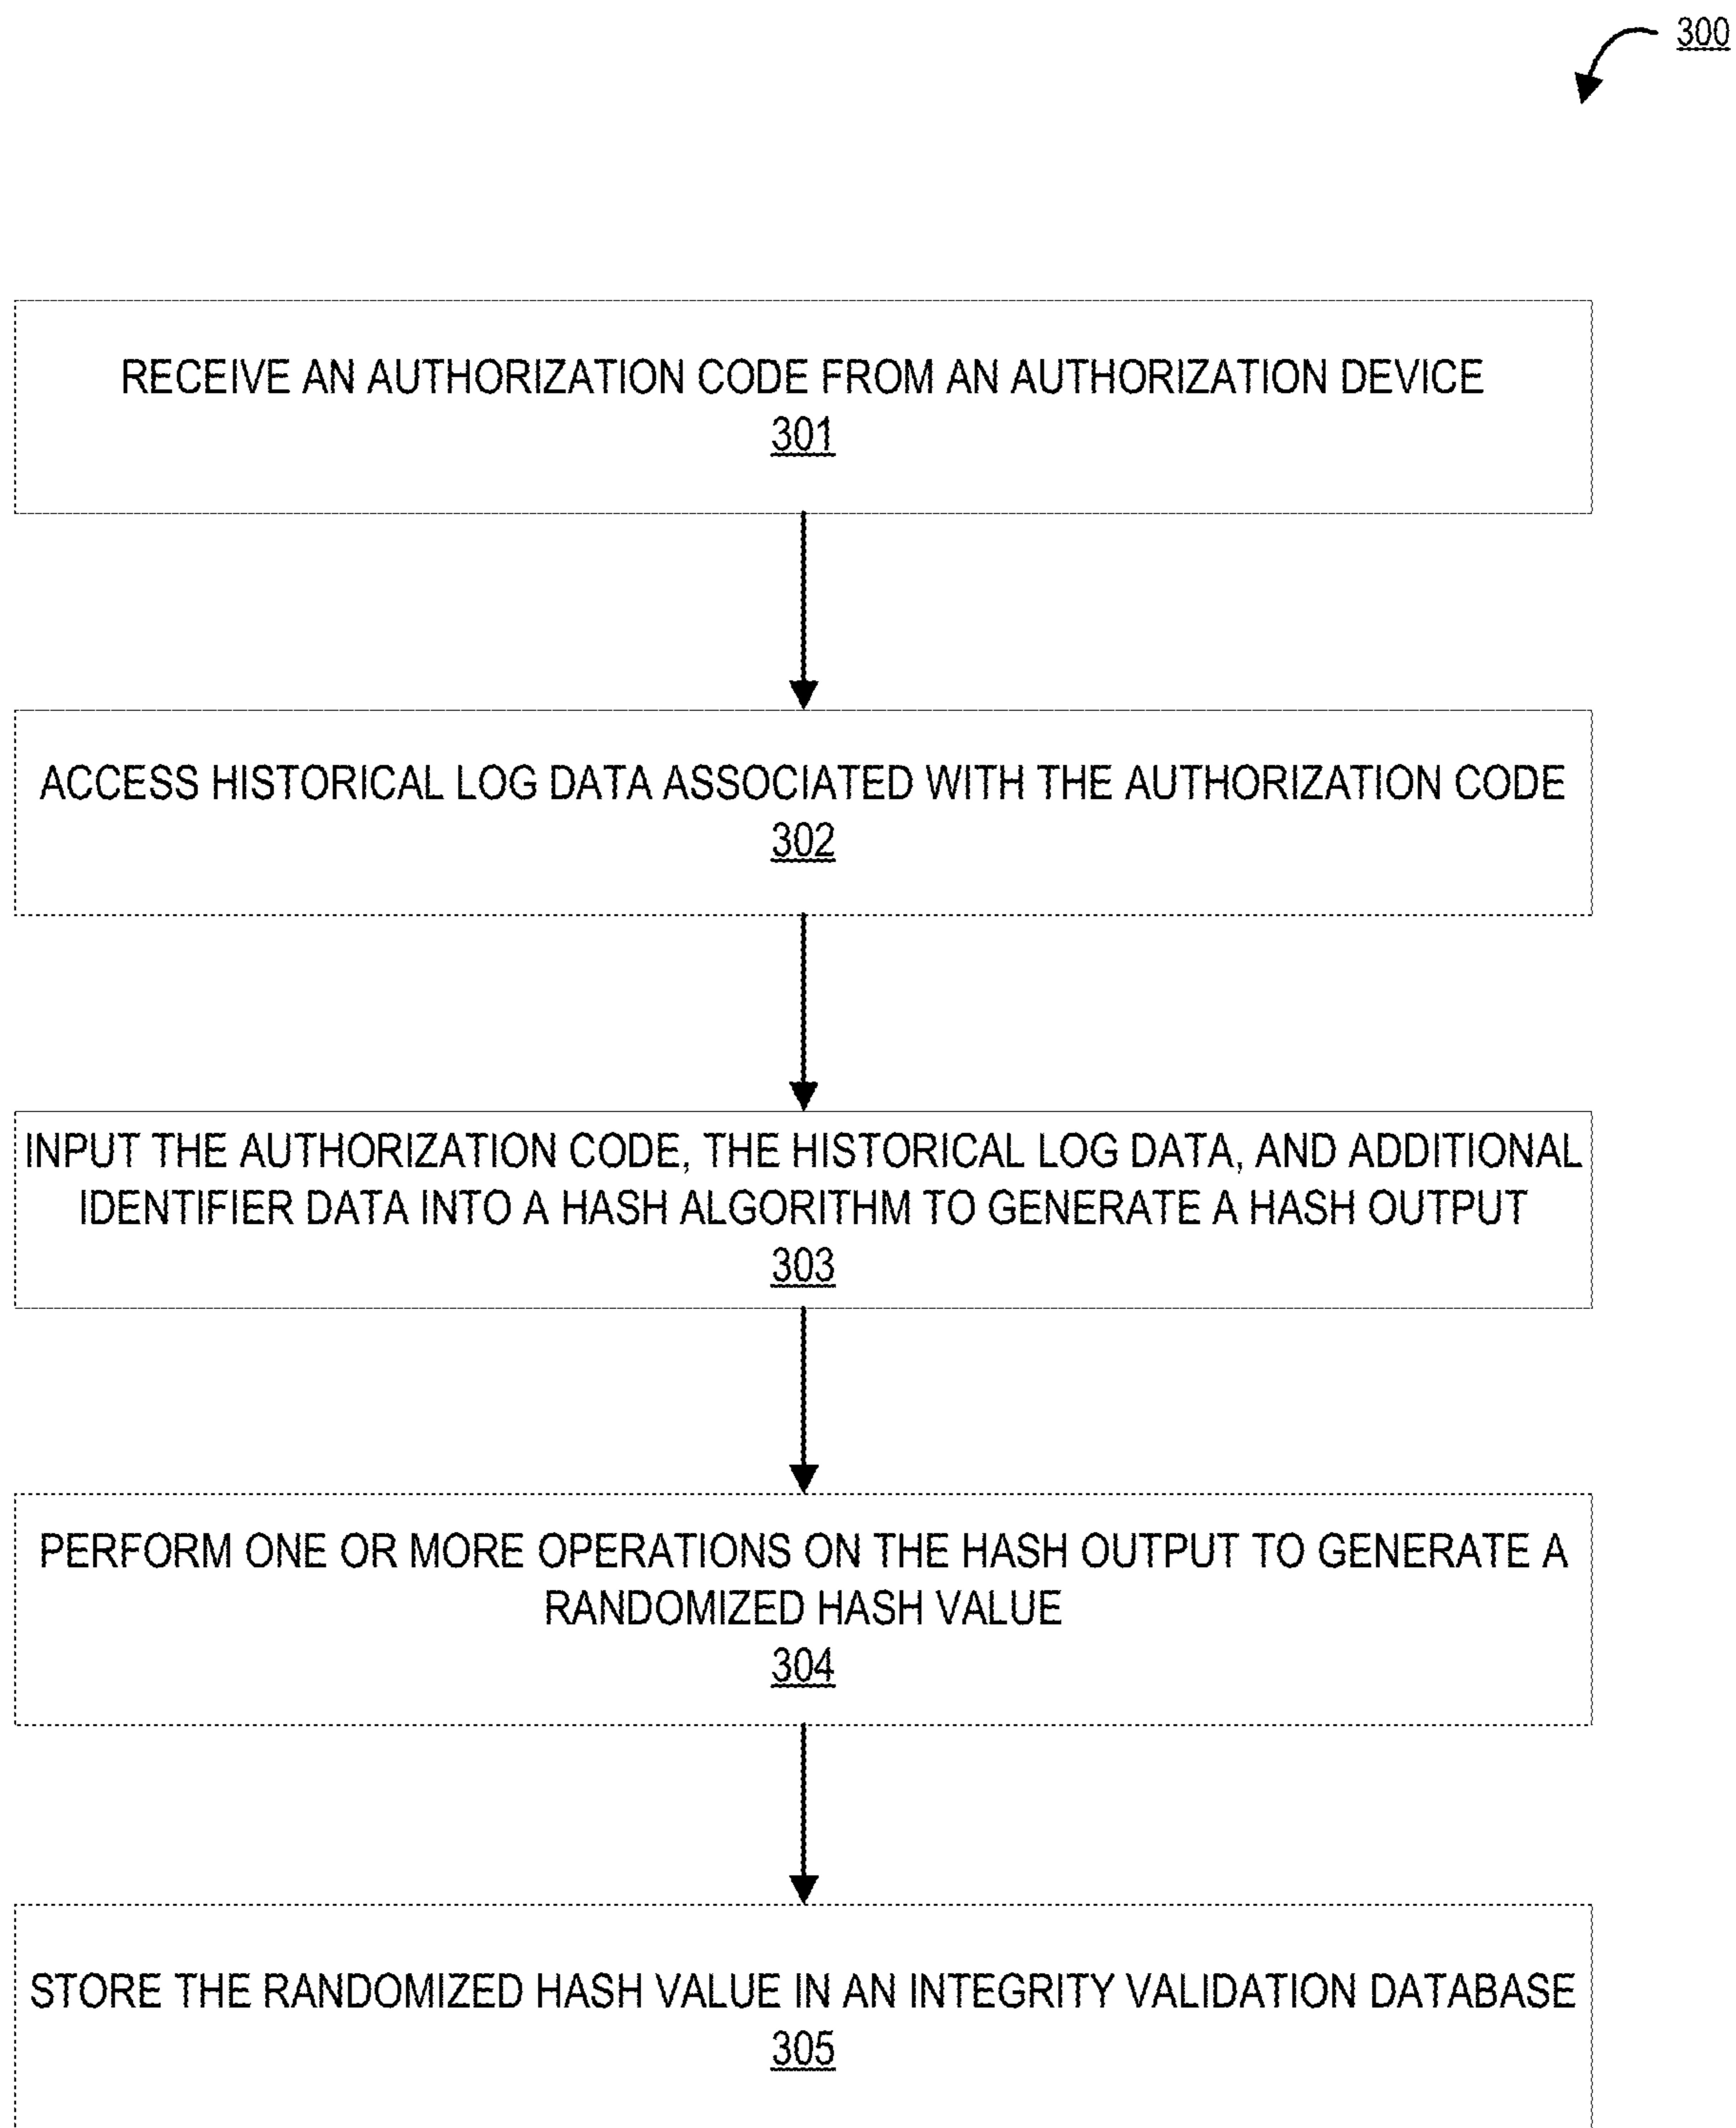 300
RECEIVE AN AUTHORIZATION CODE FROM AN AUTHORIZATION DEVICE
301
ACCESS HISTORICAL LOG DATA ASSOCIATED WITH THE AUTHORIZATION CODE
302
INPUT THE AUTHORIZATION CODE, THE HISTORICAL LOG DATA, AND ADDITIONAL
IDENTIFIER DATA INTO A HASH ALGORITHM TO GENERATE A HASH OUTPUT
303
PERFORM ONE OR MORE OPERATIONS ON THE HASH OUTPUT TO GENERATE A
RANDOMIZED HASH VALUE
304
STORE THE RANDOMIZED HASH VALUE IN AN INTEGRITY VALIDATION DATABASE
305